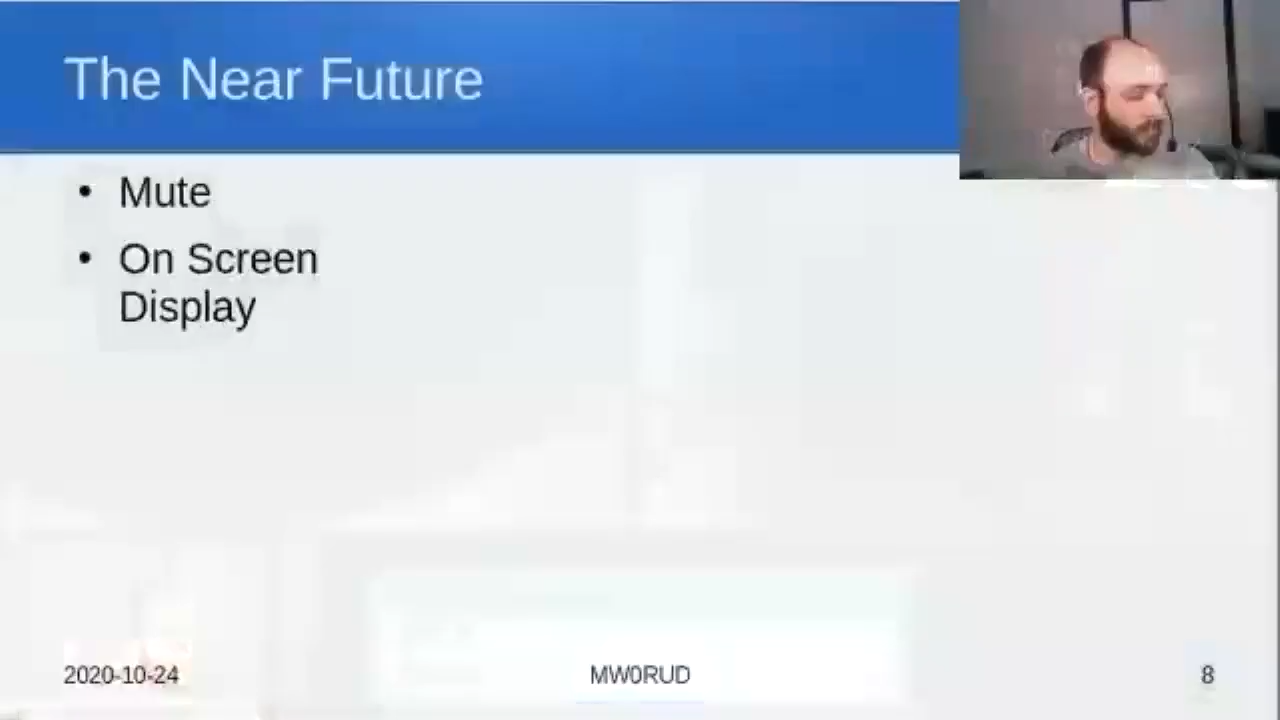 The Near Future
• Mute
• On Screen
Display
2020-10-24
MW0RUD
8